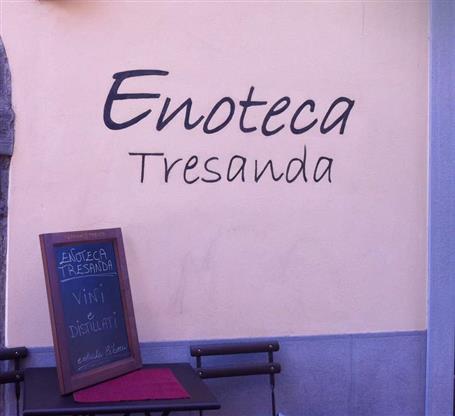 Enoteca
Tresanda
ENOTECA
TRESANDA
VINI
e
DISTILLATI